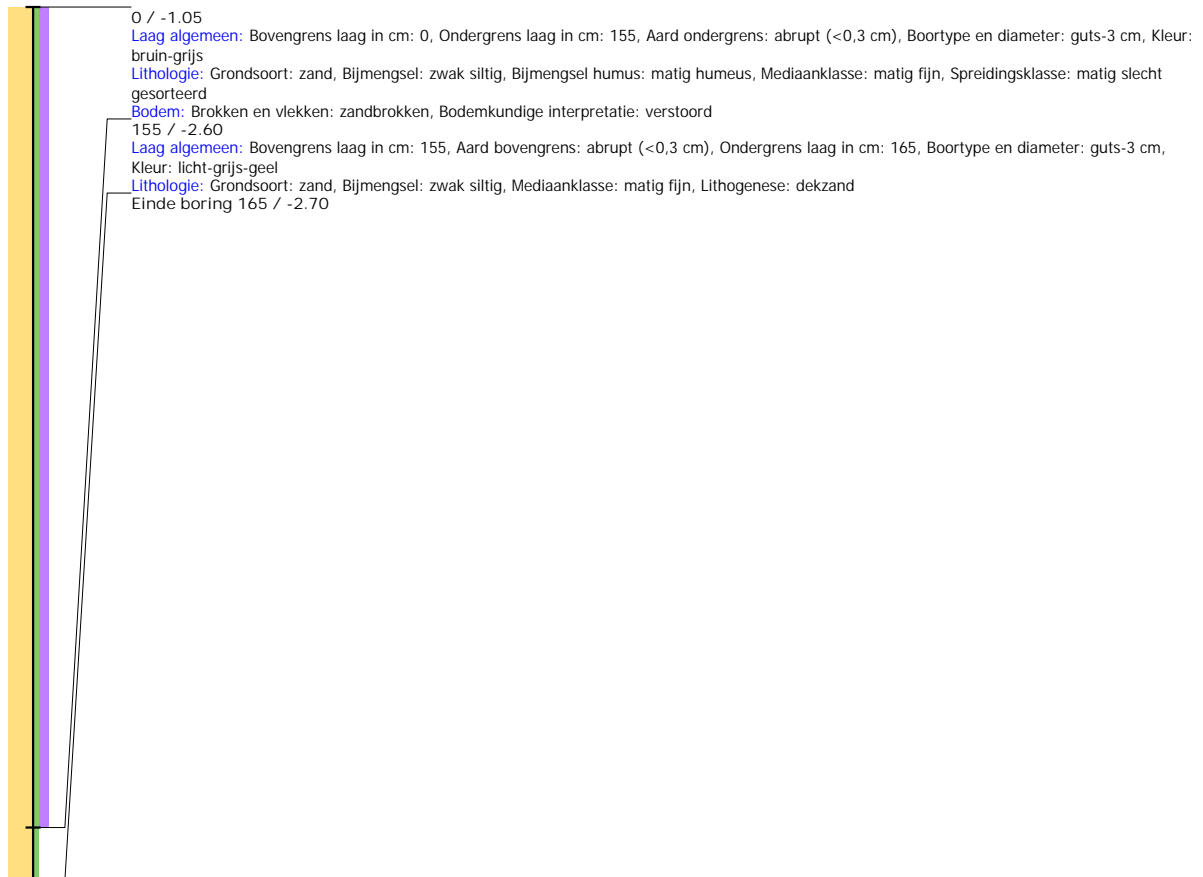 0 / -1.05
Laag algemeen: Bovengrens laag in cm: 0, Ondergrens laag in cm: 155, Aard ondergrens: abrupt (<0,3 cm), Boortype en diameter: guts-3 cm, Kleur:
bruin-grijs
Lithologie: Grondsoort: zand, Bijmengsel: zwak siltig, Bijmengsel humus: matig humeus, Mediaanklasse: matig fijn, Spreidingsklasse: matig slecht
gesorteerd
Bodem: Brokken en vlekken: zandbrokken, Bodemkundige interpretatie: verstoord
155 / -2.60
Laag algemeen: Bovengrens laag in cm: 155, Aard bovengrens: abrupt (<0,3 cm), Ondergrens laag in cm: 165, Boortype en diameter: guts-3 cm,
Kleur: licht-grijs-geel
Lithologie: Grondsoort: zand, Bijmengsel: zwak siltig, Mediaanklasse: matig fijn, Lithogenese: dekzand
Einde boring 165 / -2.70